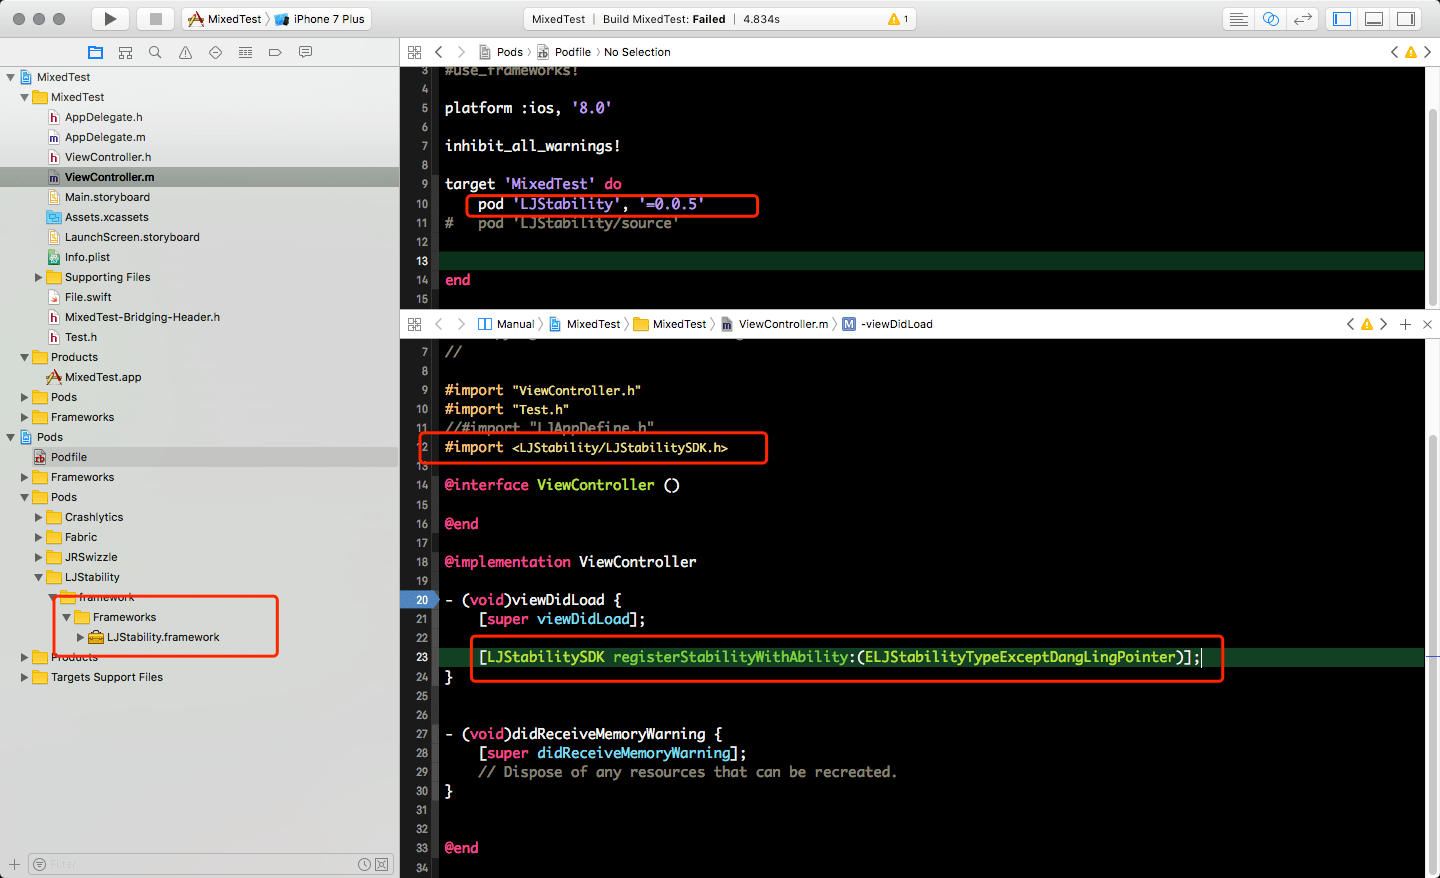 MixedTest
iPhone 7 Plus
MixedTest | Build MixedTest: Failed | 4.834s
1
Pods
Podfile
No Selection
MixedTest
MixedTest
AppDelegate.h
AppDelegate.m
ViewController.h
ViewController.m
Main.storyboard
Assets.xcassets
LaunchScreen.storyboard
Info.plist
Supporting Files
File.swift
MixedTest-Bridging-Header.h
Test.h
Products
MixedTest.app
Pods
Frameworks
Pods
Podfile
Frameworks
Pods
Crashlytics
Fabric
JRSwizzle
LJStability
framework
Frameworks
LJStability.framework
Products
Targets Support Files
Filter
3 #use_frameworks!
4
5 platform :ios, '8.0'
6
7 inhibit_all_warnings!
8
9 target 'MixedTest' do
10 pod 'LJStability', '=0.0.5'
11 # pod 'LJStability/source'
12
13
14 end
15
Manual
MixedTest
MixedTest
ViewController.m
M -viewDidLoad
7 //
8
9 #import "ViewController.h"
10 #import "Test.h"
11 //#import "LJAppDefine.h"
12 #import <LJStability/LJStabilitySDK.h>
13
14 @interface ViewController ()
15
16 @end
17
18 @implementation ViewController
19
20 - (void)viewDidLoad {
21 [super viewDidLoad];
22
23 [LJStabilitySDK registerStabilityWithAbility:(ELJStabilityTypeExceptDangLingPointer)];
24 }
25
26
27 - (void)didReceiveMemoryWarning {
28 [super didReceiveMemoryWarning];
29 // Dispose of any resources that can be recreated.
30 }
31
32
33 @end
34